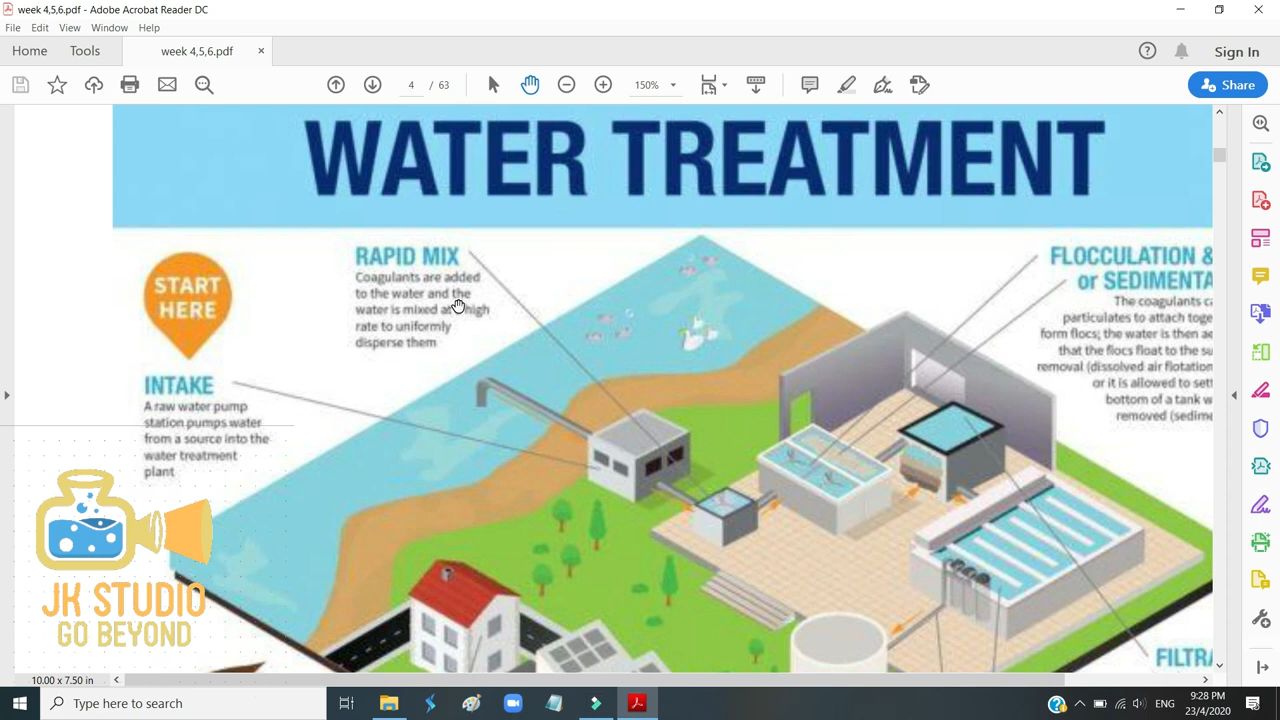 week 4,5,6.pdf - Adobe Acrobat Reader DC
File Edit View Window Help
Home Tools week 4,5,6.pdf × Sign In
4 / 63 150% Share
WATER TREATMENT
START
HERE
RAPID MIX
Coagulants are added
to the water and the
water is mixed at high
rate to uniformly
disperse them
FLOCCULATION &
or SEDIMENTA
The coagulants ca
particulates to attach toge
form flocs; the water is then ae
that the flocs float to the su
removal (dissolved air flotation
or it is allowed to sett
bottom of a tank w
removed (sedime
INTAKE
A raw water pump
station pumps water
from a source into the
water treatment
plant
JK STUDIO
GO BEYOND
FILTRA
10.00 x 7.50 in
Type here to search
ENG
9:28 PM
23/4/2020